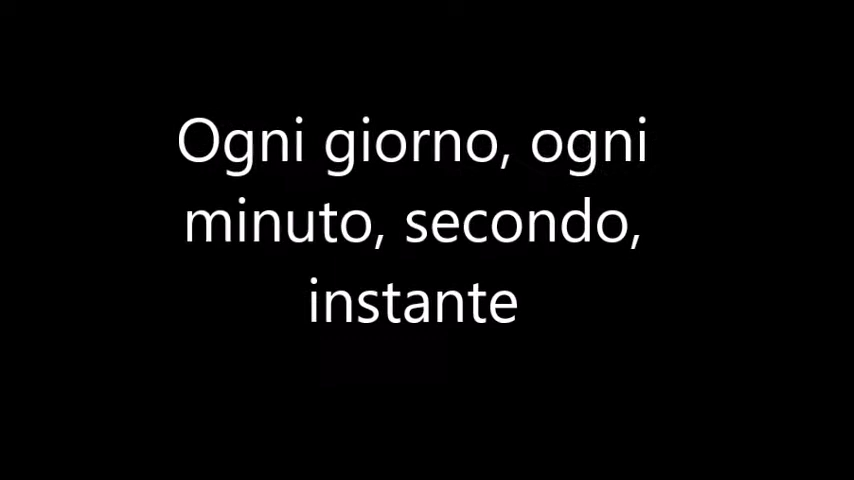 Ogni giorno, ogni
minuto, secondo,
instante